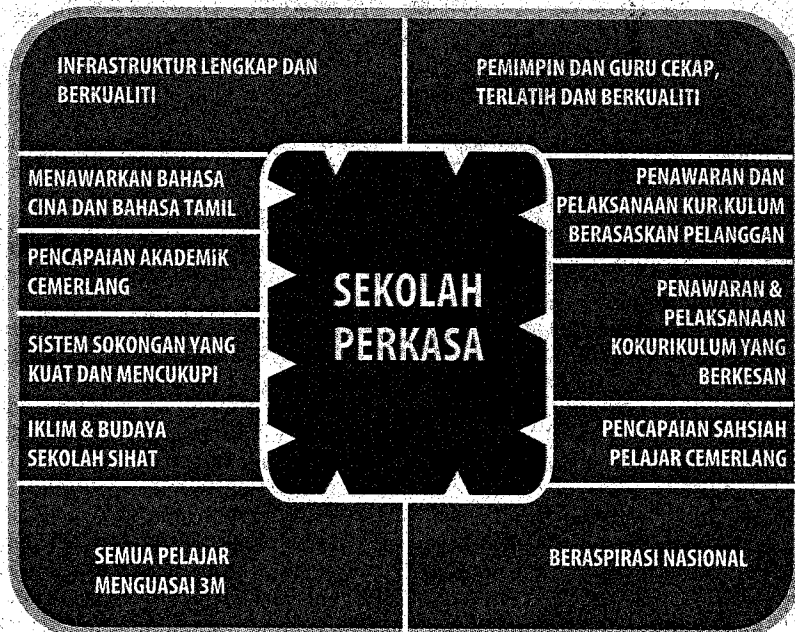 INFRASTRUKTUR LENGKAP DAN
BERKUALITI
PEMIMPIN DAN GURU CEKAP,
TERLATIH DAN BERKUALITI
MENAWARKAN BAHASA
CINA DAN BAHASA TAMIL
PENCAPAIAN AKADEMIK
CEMERLANG
SISTEM SOKONGAN YANG
KUAT DAN MENCUKUPI
IKLIM & BUDAYA
SEKOLAH SIHAT
SEKOLAH
PERKASA
PENAWARAN DAN
PELAKSANAAN KURIKULUM
BERASASKAN PELANGGAN
PENAWARAN &
PELAKSANAAN
KOKURIKULUM YANG
BERKESAN
PENCAPAIAN SAHSIAH
PELAJAR CEMERLANG
SEMUA PELAJAR
MENGUASAI 3M
BERASPIRASI NASIONAL